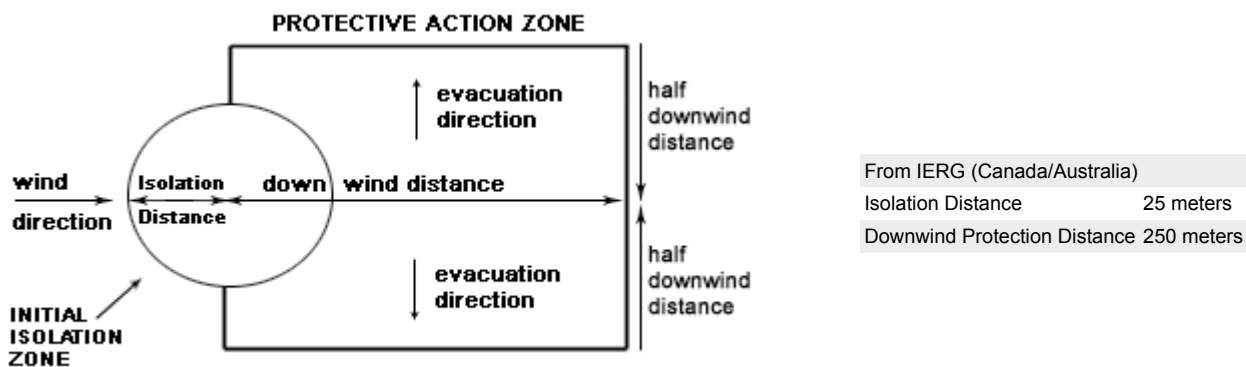 PROTECTIVE ACTION ZONE
evacuation
direction
half
downwind
distance
wind
direction
Isolation
Distance
down wind distance
evacuation
direction
half
downwind
distance
INITIAL
ISOLATION
ZONE
From IERG (Canada/Australia)
Isolation Distance 25 meters
Downwind Protection Distance 250 meters